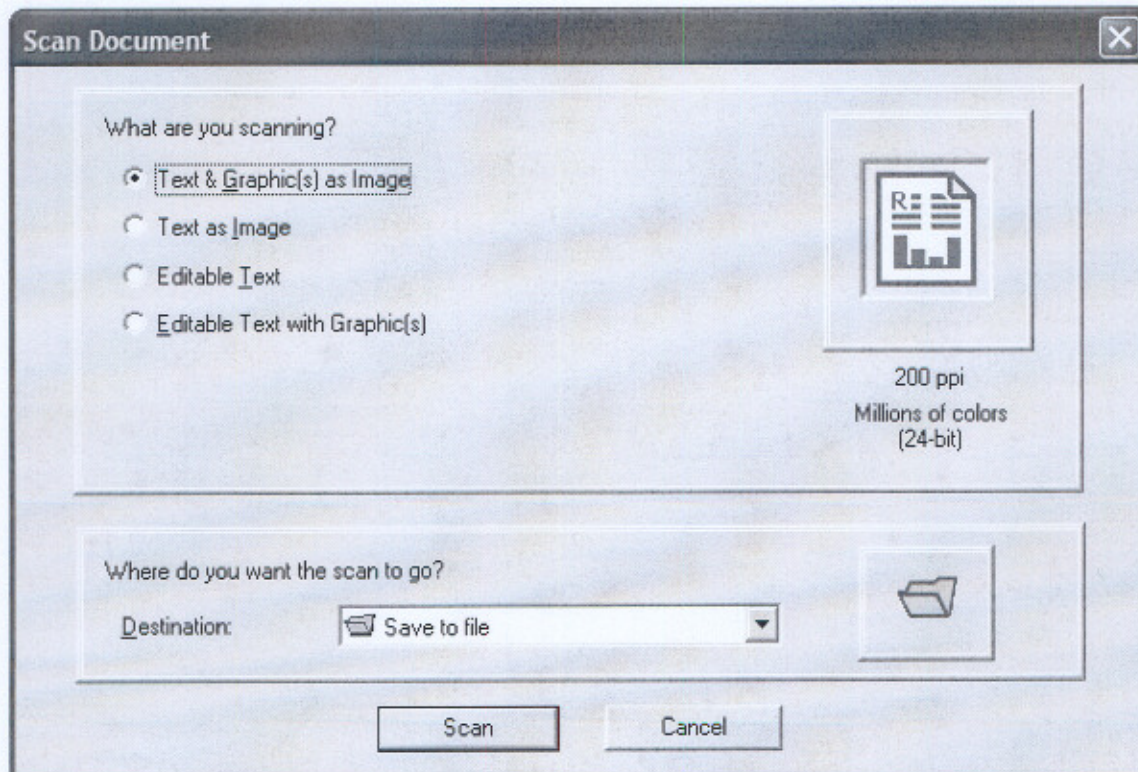 Scan Document
What are you scanning?
Text & Graphic(s) as Image
Text as Image
Editable Text
Editable Text with Graphic(s)
R
200 ppi
Millions of colors
(24-bit)
Where do you want the scan to go?
Destination:
Save to file
Scan
Cancel